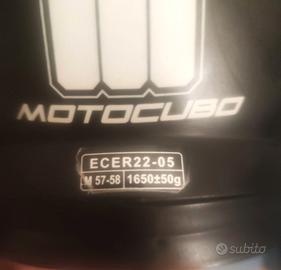 MOTOCUBO
ECER22-05
M 57-58 1650±50g
subito